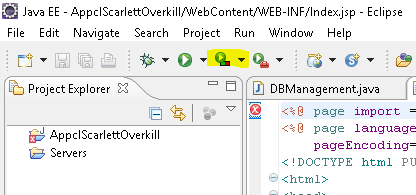 Java EE - AppclScarlettOverkill/WebContent/WEB-INF/Index.jsp - Eclipse
File Edit Navigate Search Project Run Window Help
Project Explorer
DBManagement.java
AppclScarlettOverkill
Servers
<%@ page import =
<%@ page language
pageEncoding=
<!DOCTYPE html PU
<html>
<head>